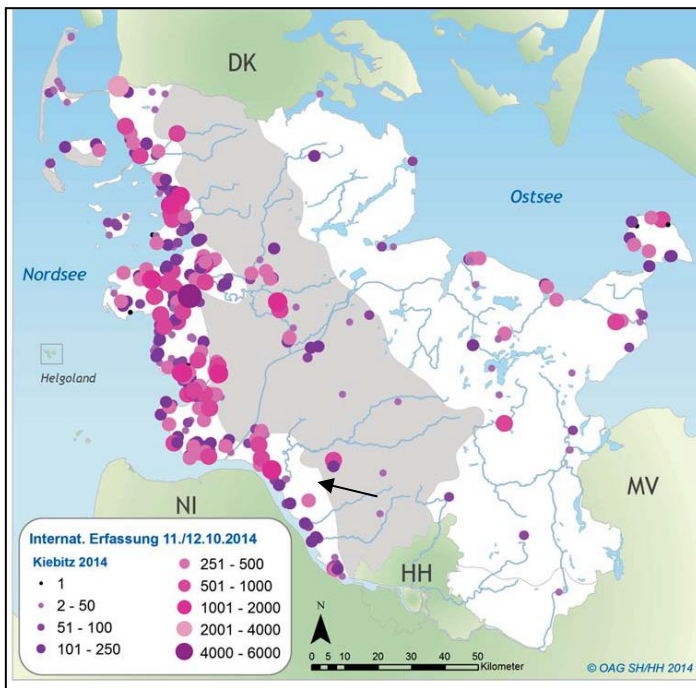 DK
Ostsee
Nordsee
Helgoland
NI
MV
HH
Internat. Erfassung 11./12.10.2014
Kiebitz 2014
1
2 - 50
51 - 100
101 - 250
251 - 500
501 - 1000
1001 - 2000
2001 - 4000
4000 - 6000
N
0 5 10 20 30 40 50
Kilometer
© OAG SH/HH 2014